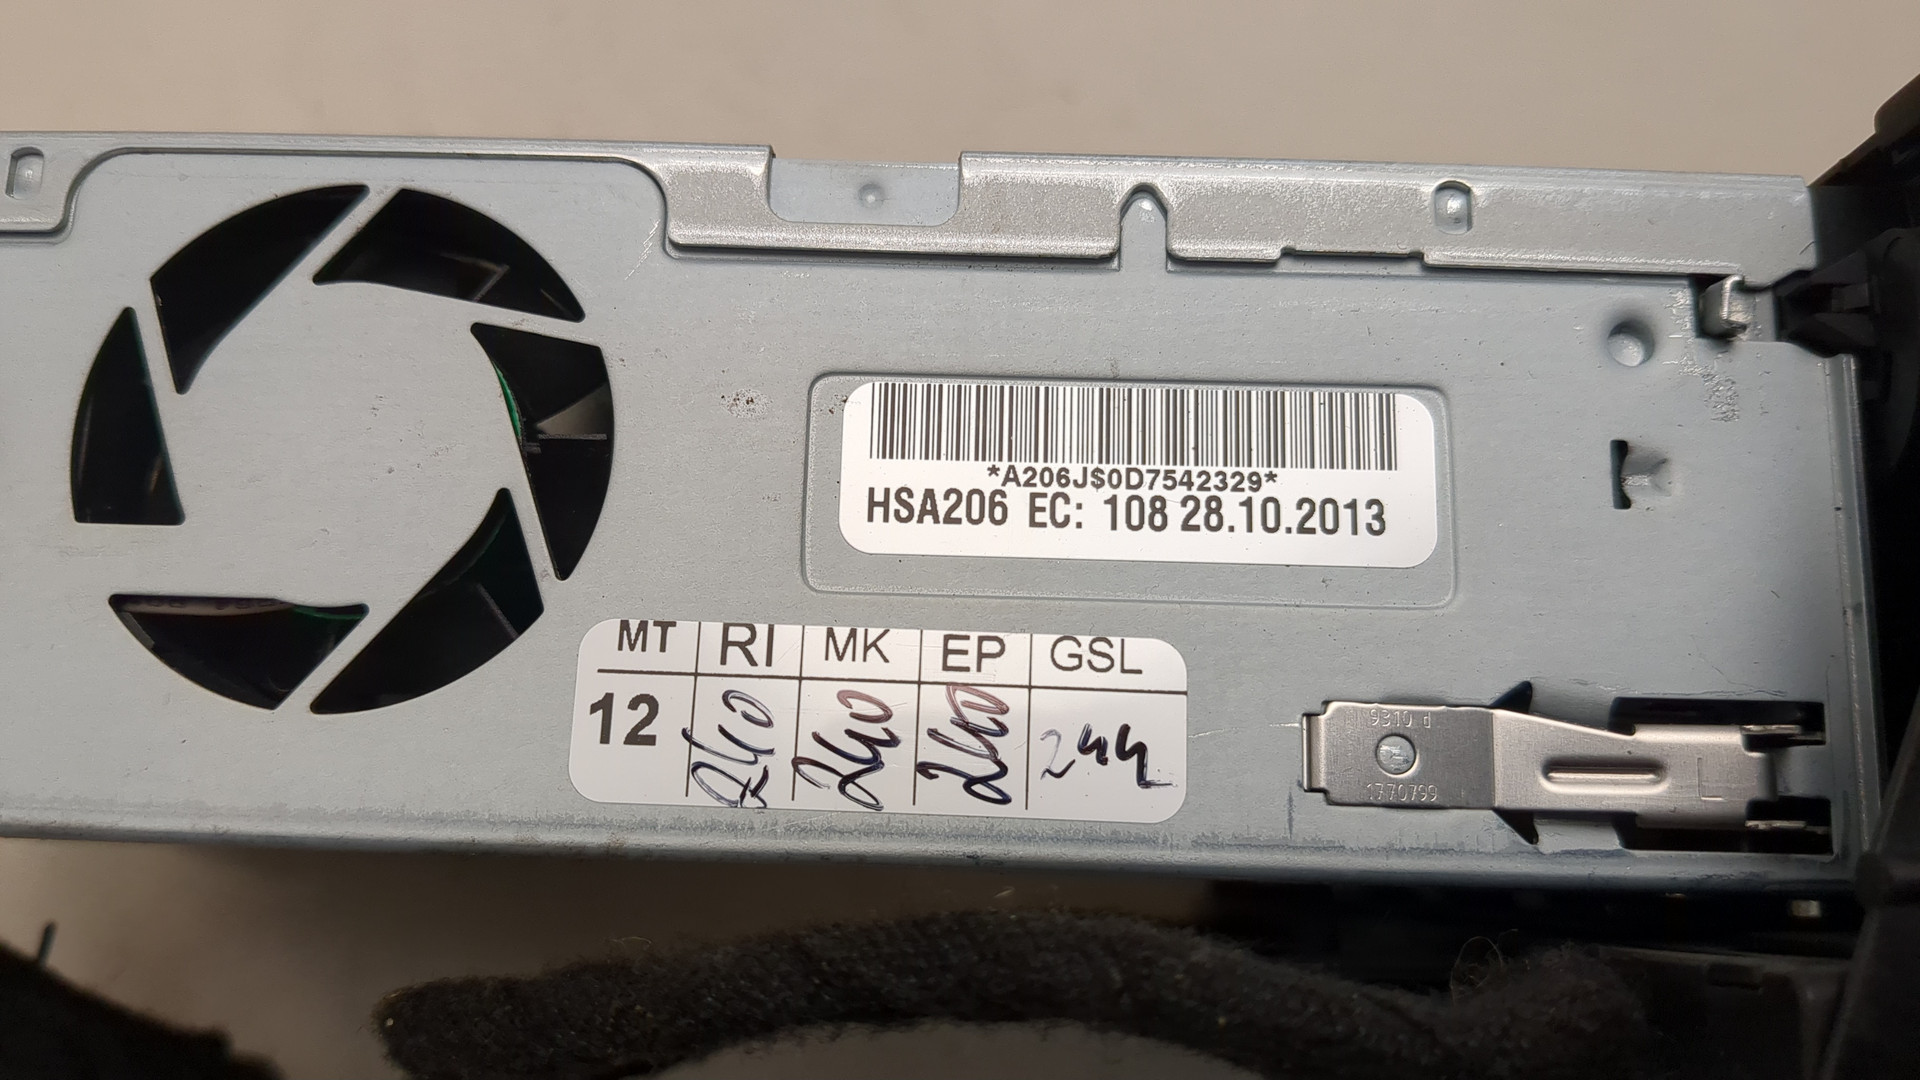 *A206J$0D7542329*
HSA206 EC: 108 28.10.2013
MT RI MK EP GSL
12 240 240 240 244
9310 d
1770799
L